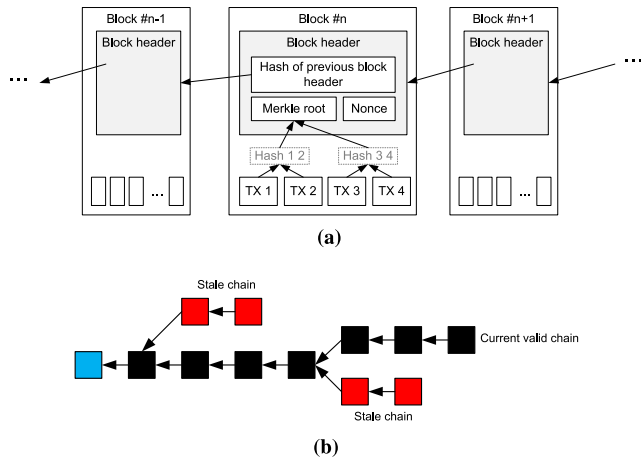 Block #n-1
Block #n
Block #n+1
Block header
Block header
Block header
Hash of previous block
header
...
...
Merkle root
Nonce
Hash 1 2
Hash 3 4
TX 1
TX 2
TX 3
TX 4
...
...
(a)
Stale chain
Current valid chain
Stale chain
(b)